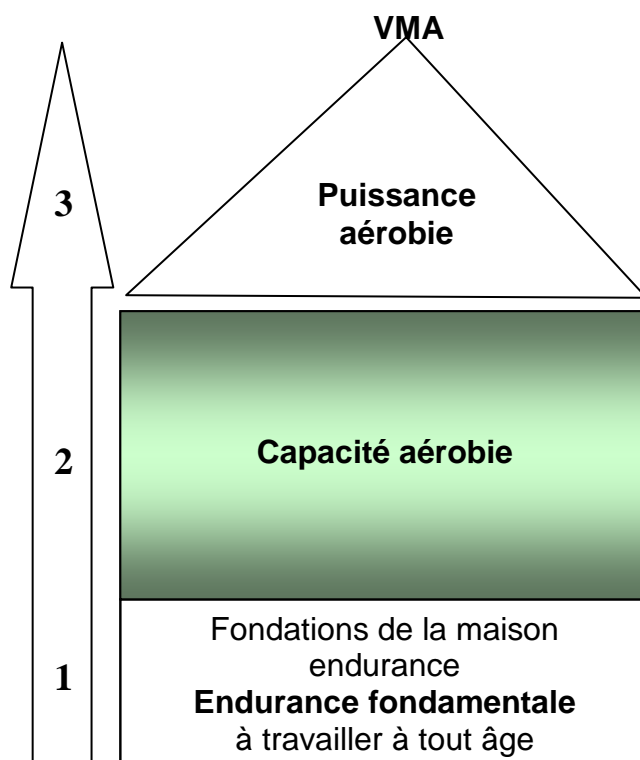 VMA
3
Puissance
aérobie
2
Capacité aérobie
1
Fondations de la maison
endurance
Endurance fondamentale
à travailler à tout âge